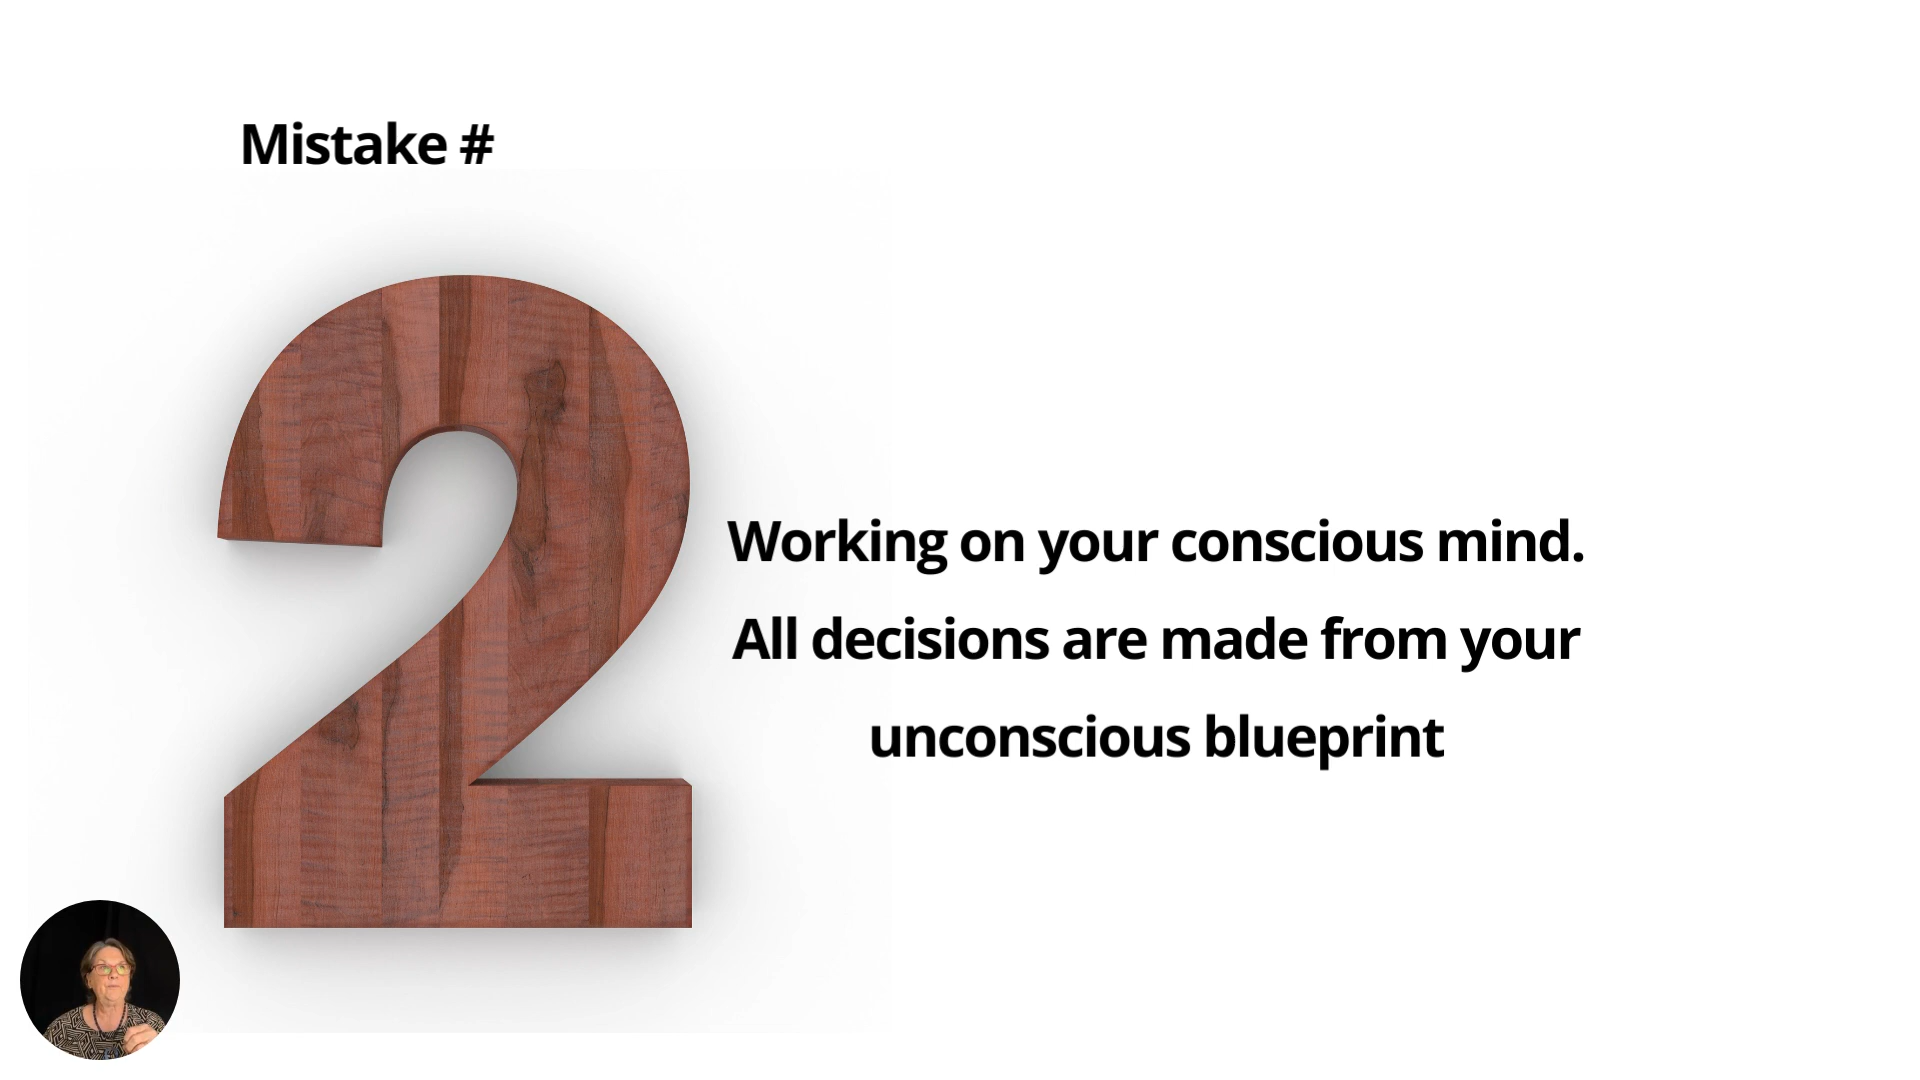 Mistake #
2
Working on your conscious mind.
All decisions are made from your
unconscious blueprint